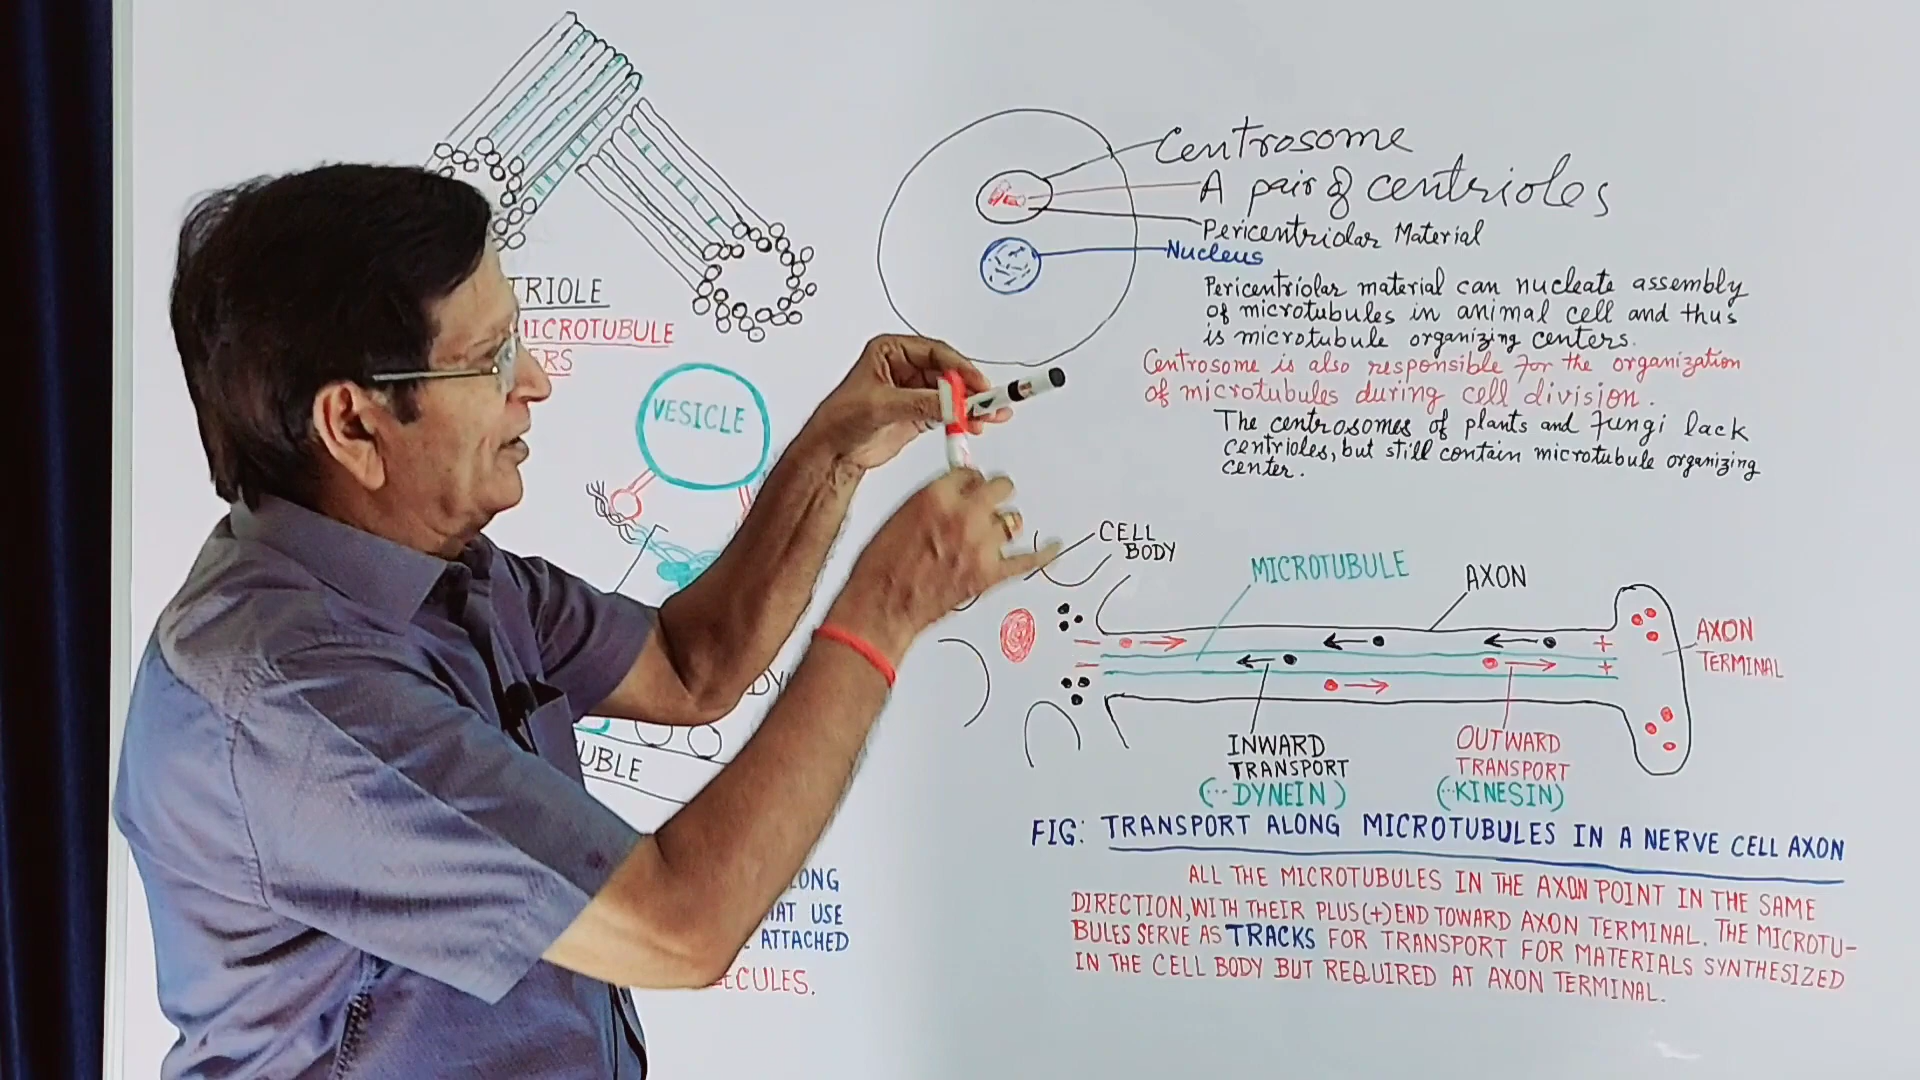 TRIOLE
MICROTUBULE
ERS
VESICLE
UBLE
LONG
HAT USE
ATTACHED
ECULES.
Centrosome
A pair of centrioles
Pericentriolar Material
Nucleus
Pericentriolar material can nucleate assembly
of microtubules in animal cell and thus
is microtubule organizing centers.
Centrosome is also responsible for the organization
of microtubules during cell division.
The centrosomes of plants and fungi lack
centrioles, but still contain microtubule organizing
center.
CELL
BODY
MICROTUBULE
AXON
AXON
TERMINAL
INWARD
TRANSPORT
(··DYNEIN)
OUTWARD
TRANSPORT
(··KINESIN)
FIG: TRANSPORT ALONG MICROTUBULES IN A NERVE CELL AXON
ALL THE MICROTUBULES IN THE AXON POINT IN THE SAME
DIRECTION, WITH THEIR PLUS(+) END TOWARD AXON TERMINAL. THE MICROTU-
BULES SERVE AS TRACKS FOR TRANSPORT FOR MATERIALS SYNTHESIZED
IN THE CELL BODY BUT REQUIRED AT AXON TERMINAL.